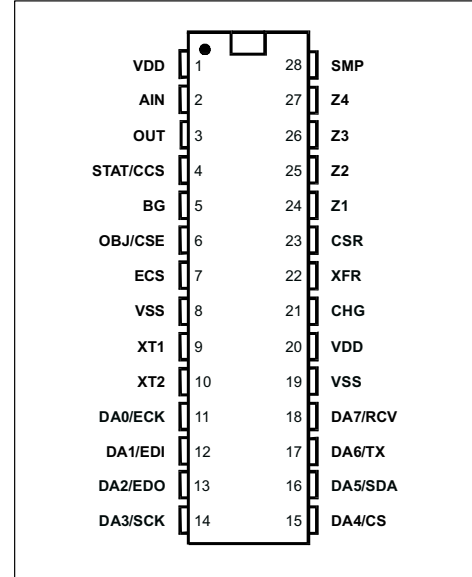 VDD 1 28 SMP
AIN 2 27 Z4
OUT 3 26 Z3
STAT/CCS 4 25 Z2
BG 5 24 Z1
OBJ/CSE 6 23 CSR
ECS 7 22 XFR
VSS 8 21 CHG
XT1 9 20 VDD
XT2 10 19 VSS
DA0/ECK 11 18 DA7/RCV
DA1/EDI 12 17 DA6/TX
DA2/EDO 13 16 DA5/SDA
DA3/SCK 14 15 DA4/CS